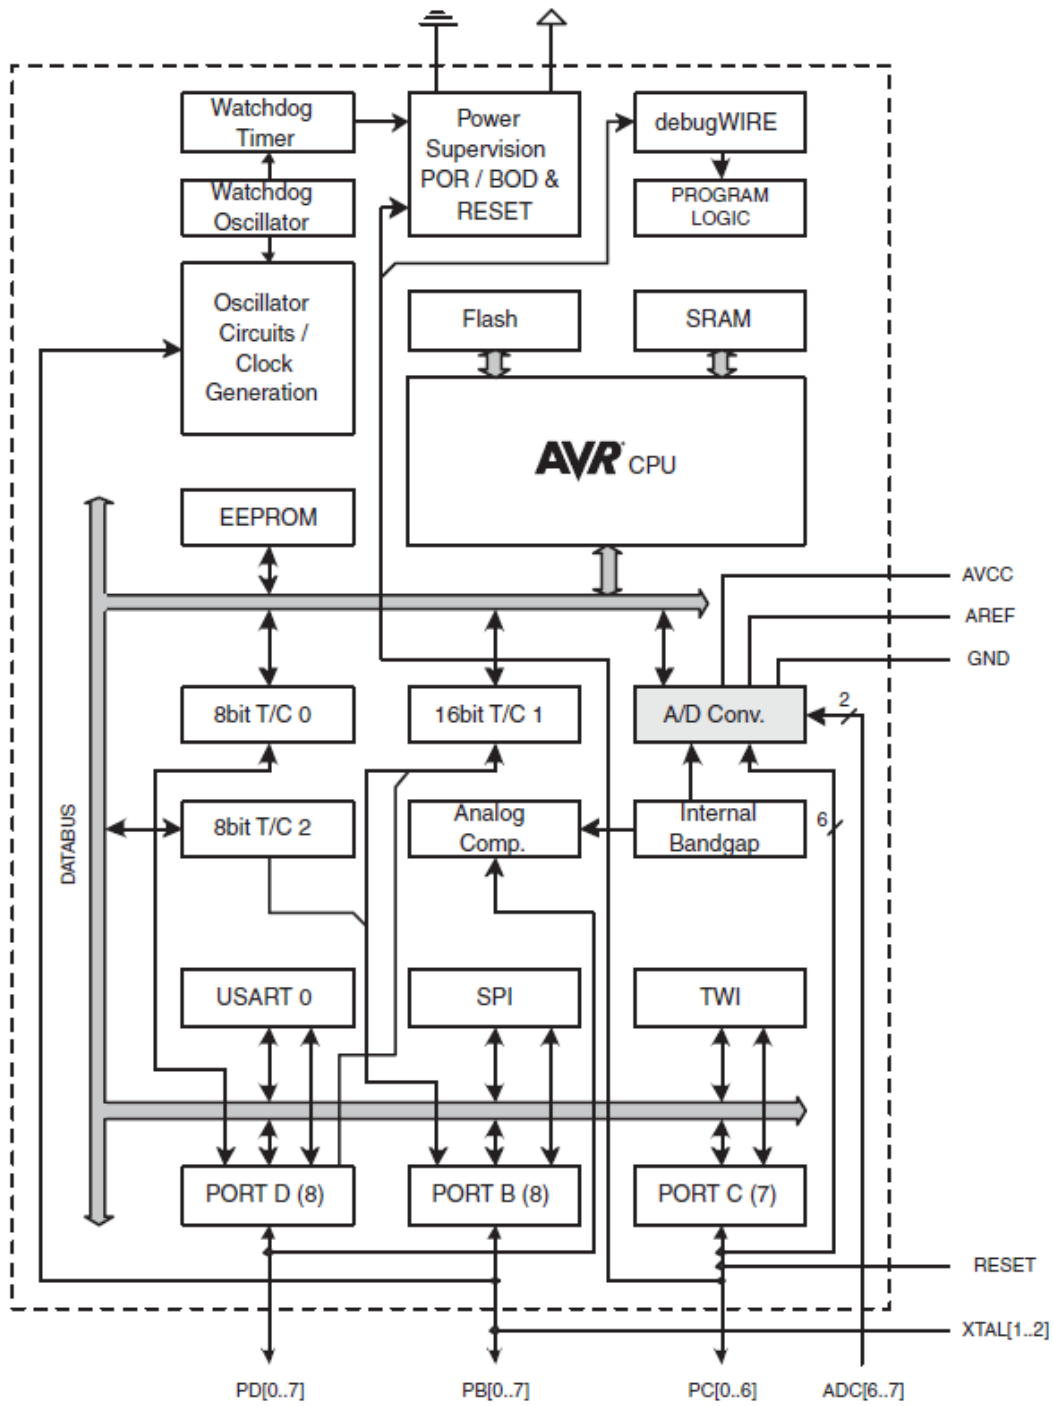 Watchdog
Timer
Power
Supervision
POR / BOD &
RESET
debugWIRE
Watchdog
Oscillator
PROGRAM
LOGIC
Oscillator
Circuits /
Clock
Generation
Flash
SRAM
AVR CPU
EEPROM
AVCC
AREF
GND
8bit T/C 0
16bit T/C 1
A/D Conv.
2
DATABUS
8bit T/C 2
Analog
Comp.
Internal
Bandgap
6
USART 0
SPI
TWI
PORT D (8)
PORT B (8)
PORT C (7)
RESET
XTAL[1..2]
PD[0..7]
PB[0..7]
PC[0..6]
ADC[6..7]